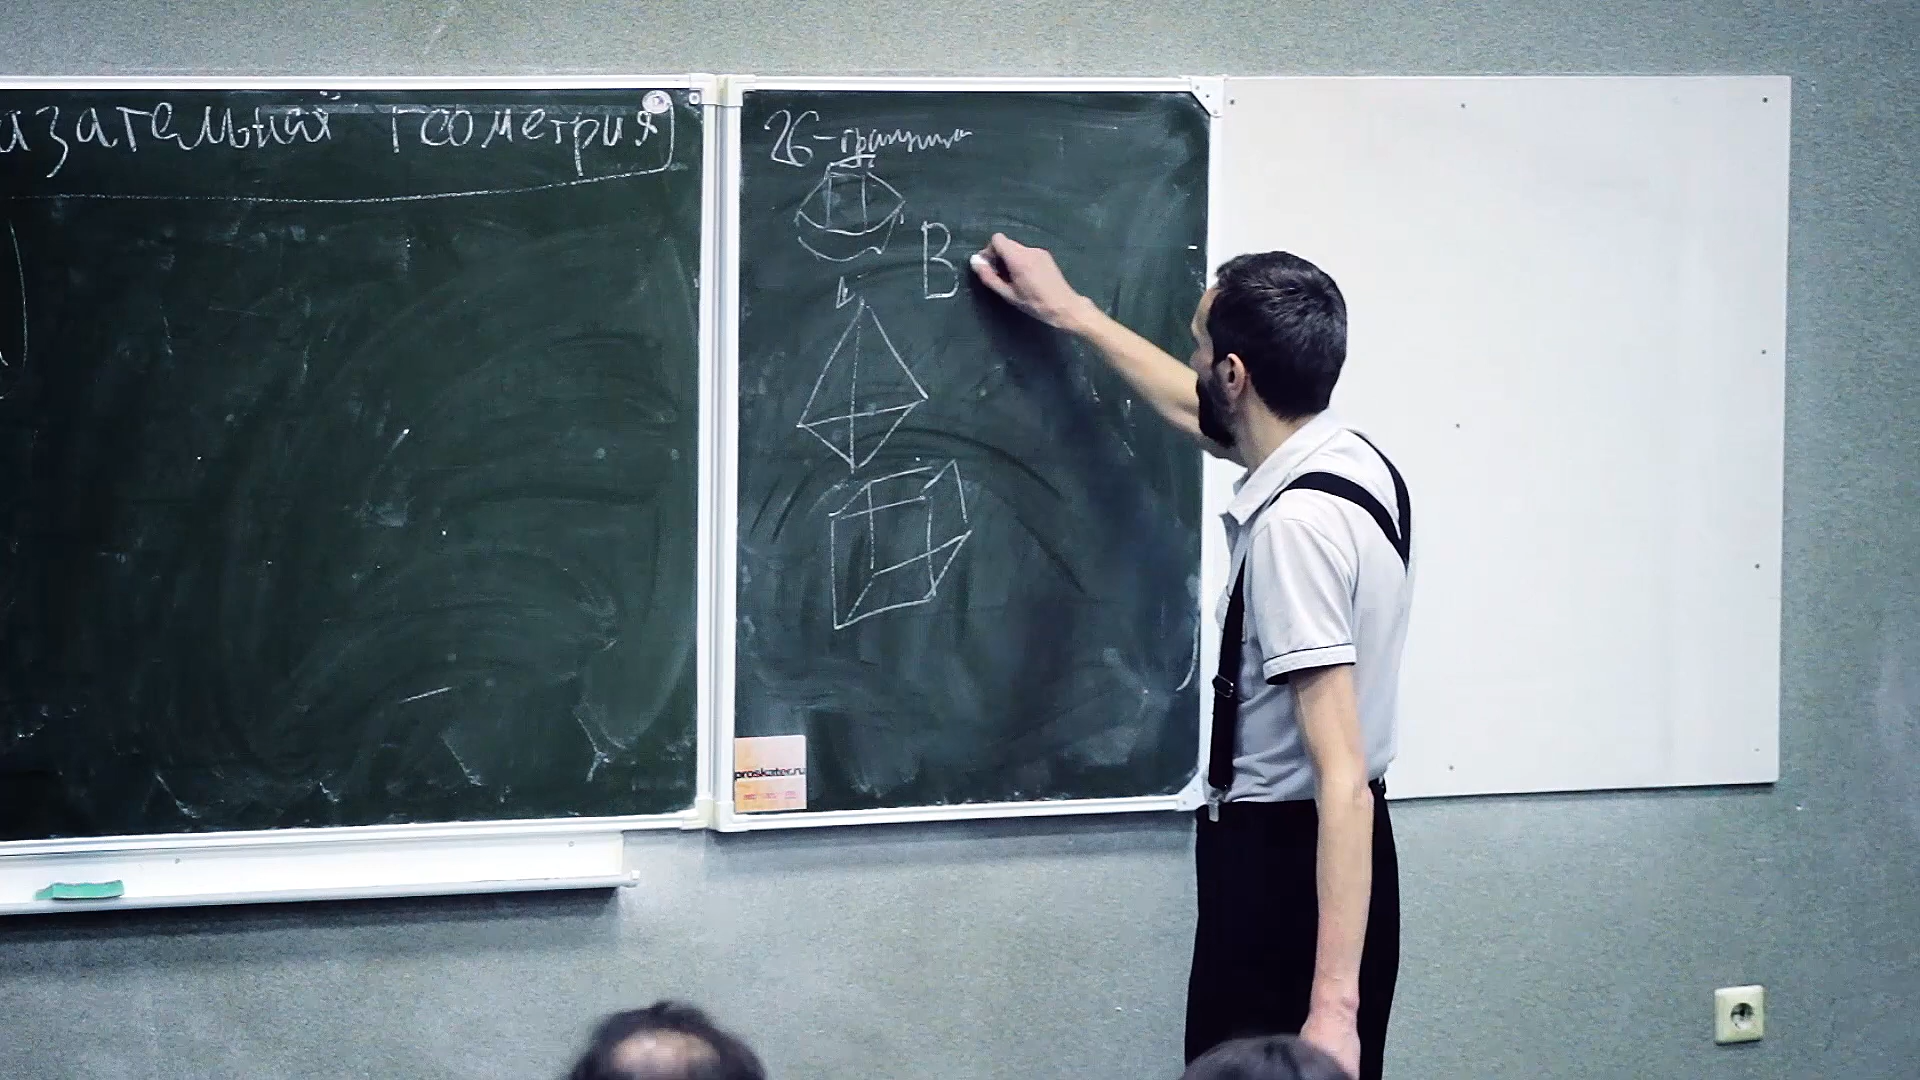 азательная геометрия
26-гранник
В
proskater.ru